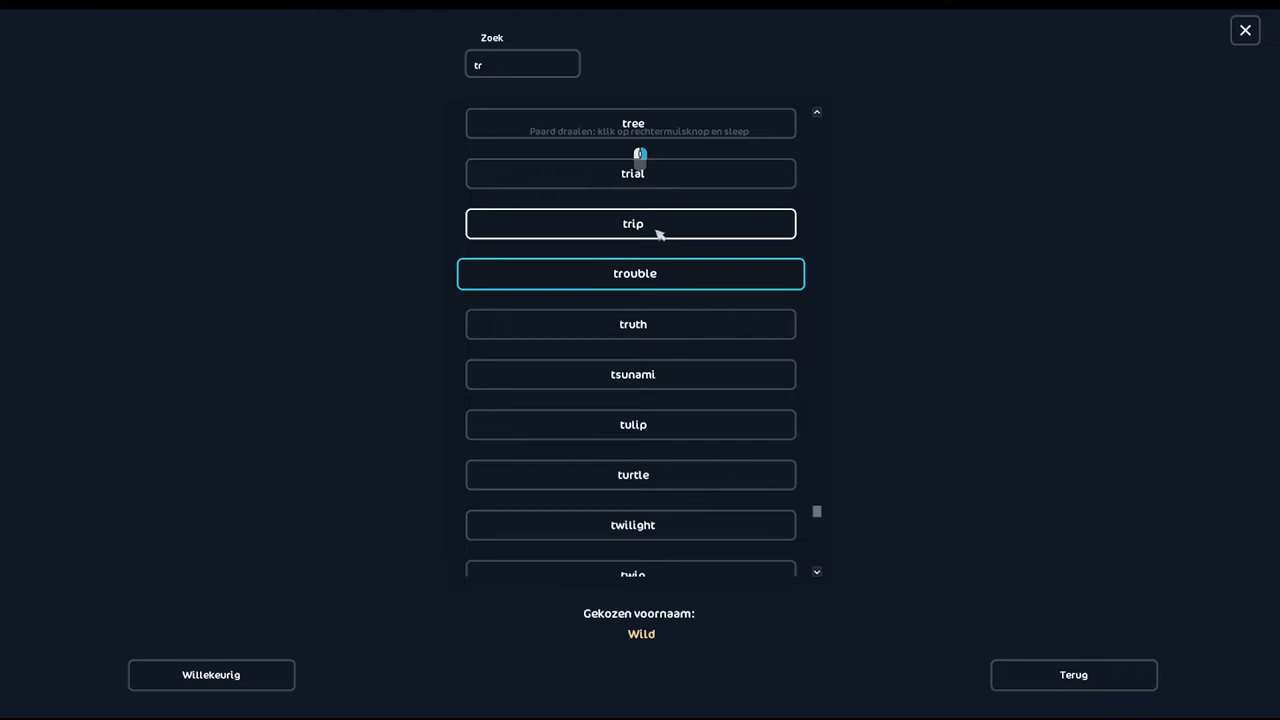 Zoek
tr
tree
Paard draaien: klik op rechtermuisknop en sleep
trial
trip
trouble
truth
tsunami
tulip
turtle
twilight
twin
Gekozen voornaam:
Wild
Willekeurig
Terug